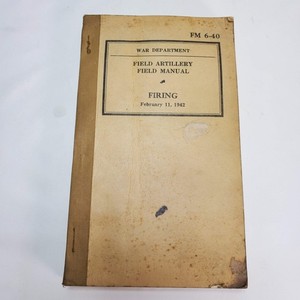 FM 6-40
WAR DEPARTMENT
FIELD ARTILLERY
FIELD MANUAL
FIRING
February 11, 1942